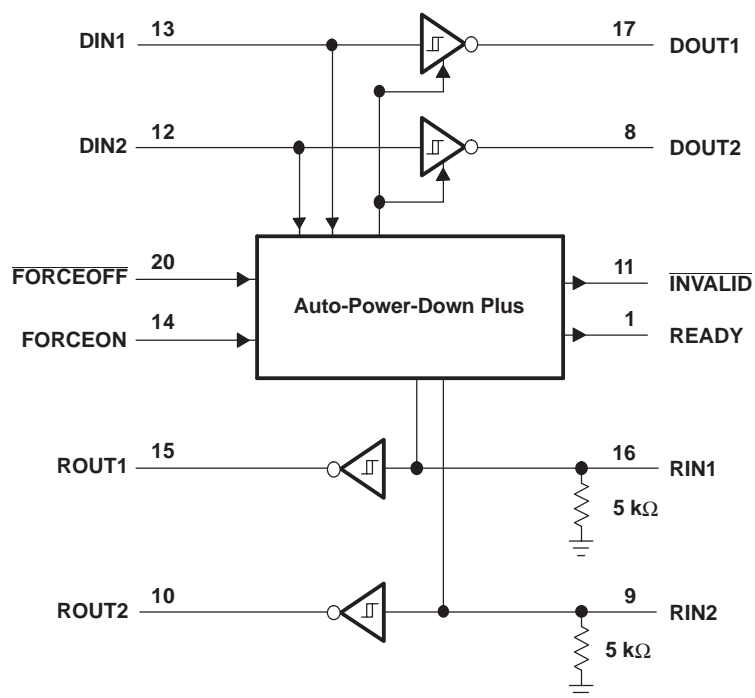 13
DIN1
17
DOUT1
12
DIN2
8
DOUT2
20
FORCEOFF
11
INVALID
Auto-Power-Down Plus
14
FORCEON
1
READY
15
ROUT1
16
RIN1
5 kΩ
10
ROUT2
9
RIN2
5 kΩ